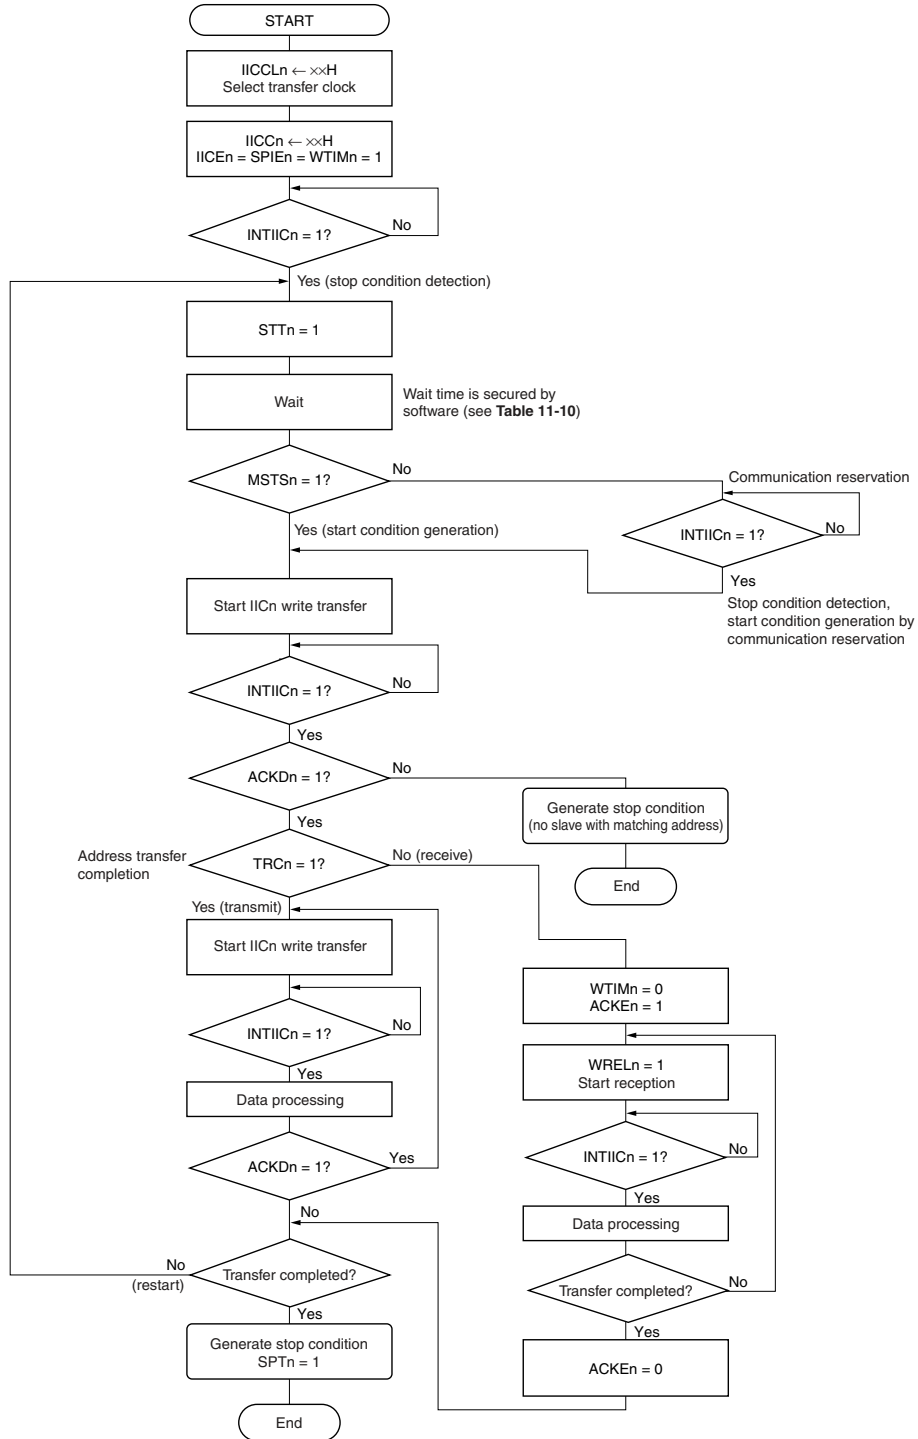 START
IICCLn ← ××H
Select transfer clock
IICCn ← ××H
IICEn = SPIEn = WTIMn = 1
No
INTIICn = 1?
Yes (stop condition detection)
STTn = 1
Wait
Wait time is secured by
software (see Table 11-10)
MSTSn = 1?
No
Communication reservation
INTIICn = 1?
No
Yes
Stop condition detection,
start condition generation by
communication reservation
Yes (start condition generation)
Start IICn write transfer
INTIICn = 1?
No
Yes
ACKDn = 1?
No
Generate stop condition
(no slave with matching address)
End
Yes
Address transfer
completion
TRCn = 1?
No (receive)
Yes (transmit)
Start IICn write transfer
INTIICn = 1?
No
Yes
Data processing
ACKDn = 1?
Yes
No
WTIMn = 0
ACKEn = 1
WRELn = 1
Start reception
INTIICn = 1?
No
Yes
Data processing
Transfer completed?
No
Yes
ACKEn = 0
No
(restart)
Transfer completed?
Yes
Generate stop condition
SPTn = 1
End